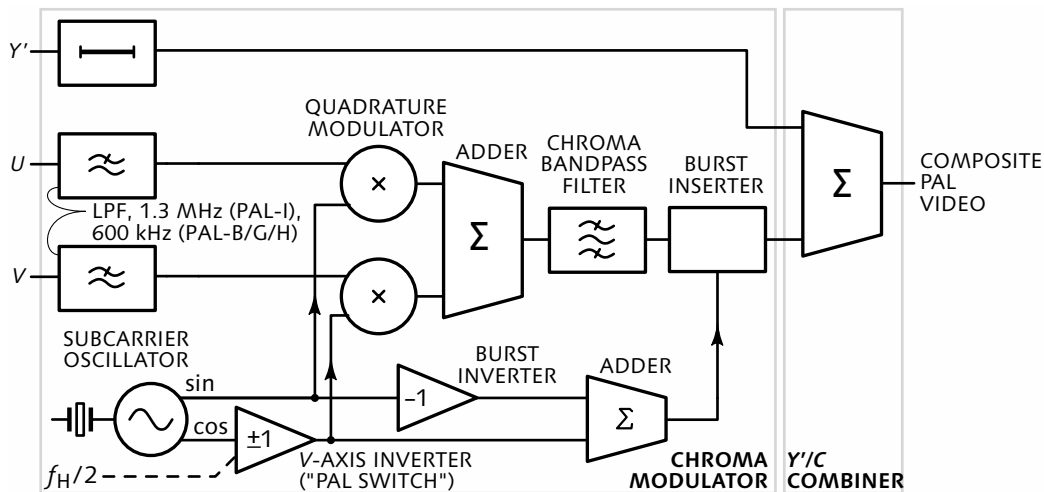 Y'
U
V
QUADRATURE
MODULATOR
ADDER
Σ
CHROMA
BANDPASS
FILTER
BURST
INSERTER
Σ
COMPOSITE
PAL
VIDEO
×
×
LPF, 1.3 MHz (PAL-I),
600 kHz (PAL-B/G/H)
SUBCARRIER
OSCILLATOR
sin
cos
±1
fH/2
V-AXIS INVERTER
("PAL SWITCH")
BURST
INVERTER
−1
ADDER
Σ
CHROMA
MODULATOR
Y'/C
COMBINER